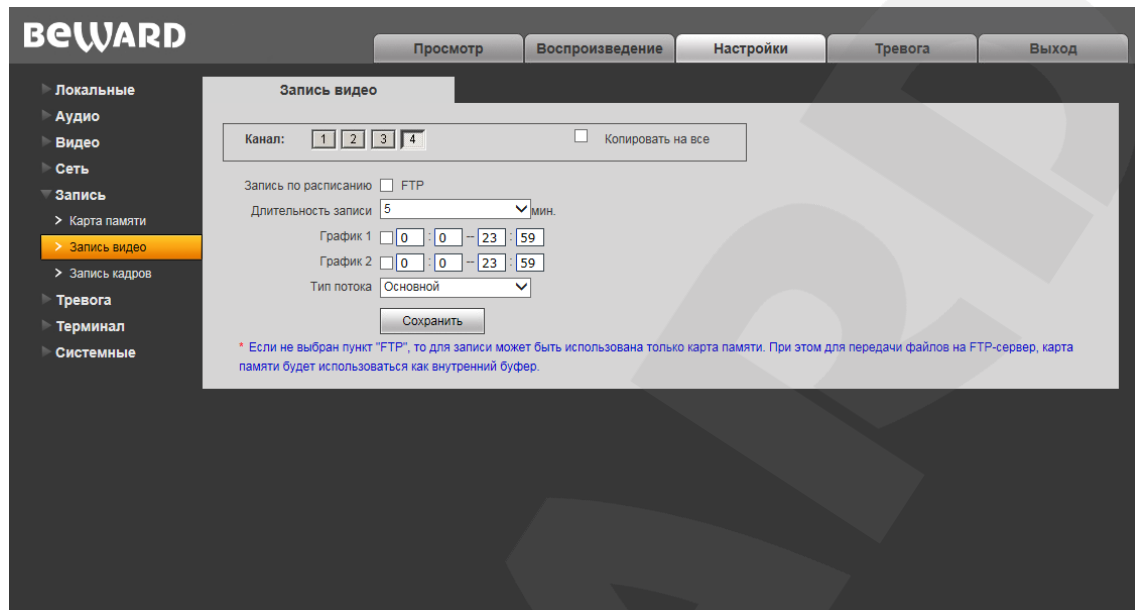 BEWARD
Просмотр Воспроизведение Настройки Тревога Выход
Локальные
Аудио
Видео
Сеть
Запись
Карта памяти
Запись видео
Запись кадров
Тревога
Терминал
Системные
Запись видео
Канал: 1 2 3 4 Копировать на все
Запись по расписанию FTP
Длительность записи 5 мин.
График 1 0 : 0 -- 23 : 59
График 2 0 : 0 -- 23 : 59
Тип потока Основной
Сохранить
* Если не выбран пункт "FTP", то для записи может быть использована только карта памяти. При этом для передачи файлов на FTP-сервер, карта
памяти будет использоваться как внутренний буфер.